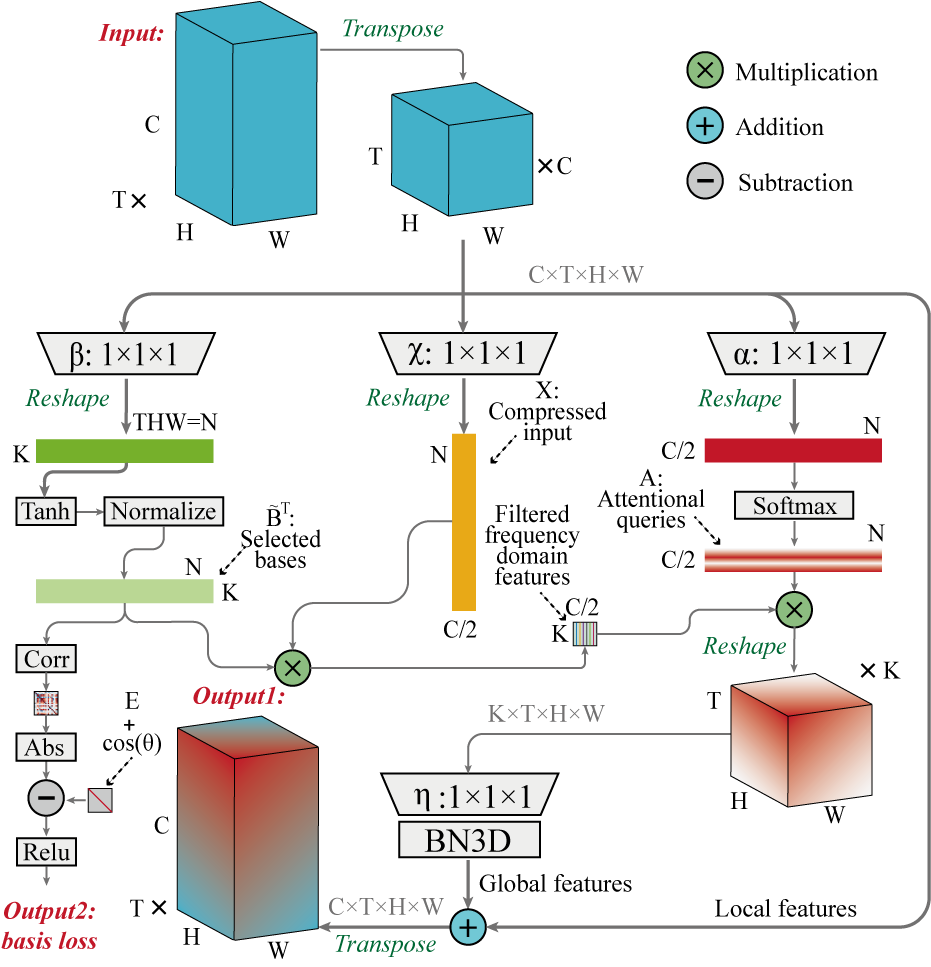 Input:
Transpose
C
T×
H
W
T
×C
H
W
Multiplication
Addition
Subtraction
C×T×H×W
β: 1×1×1
χ: 1×1×1
α: 1×1×1
Reshape
Reshape
Reshape
THW=N
K
X:
Compressed
input
N
C/2
N
C/2
Tanh
Normalize
B̃ᵀ:
Selected
bases
N
K
Filtered
frequency
domain
features
A:
Attentional
queries
Softmax
N
C/2
C/2
K
Reshape
Corr
Abs
E
+
cos(θ)
Relu
Output2:
basis loss
Output1:
C
T×
H
W
K×T×H×W
T
×K
H
W
η:1×1×1
BN3D
Global features
Local features
C×T×H×W
Transpose